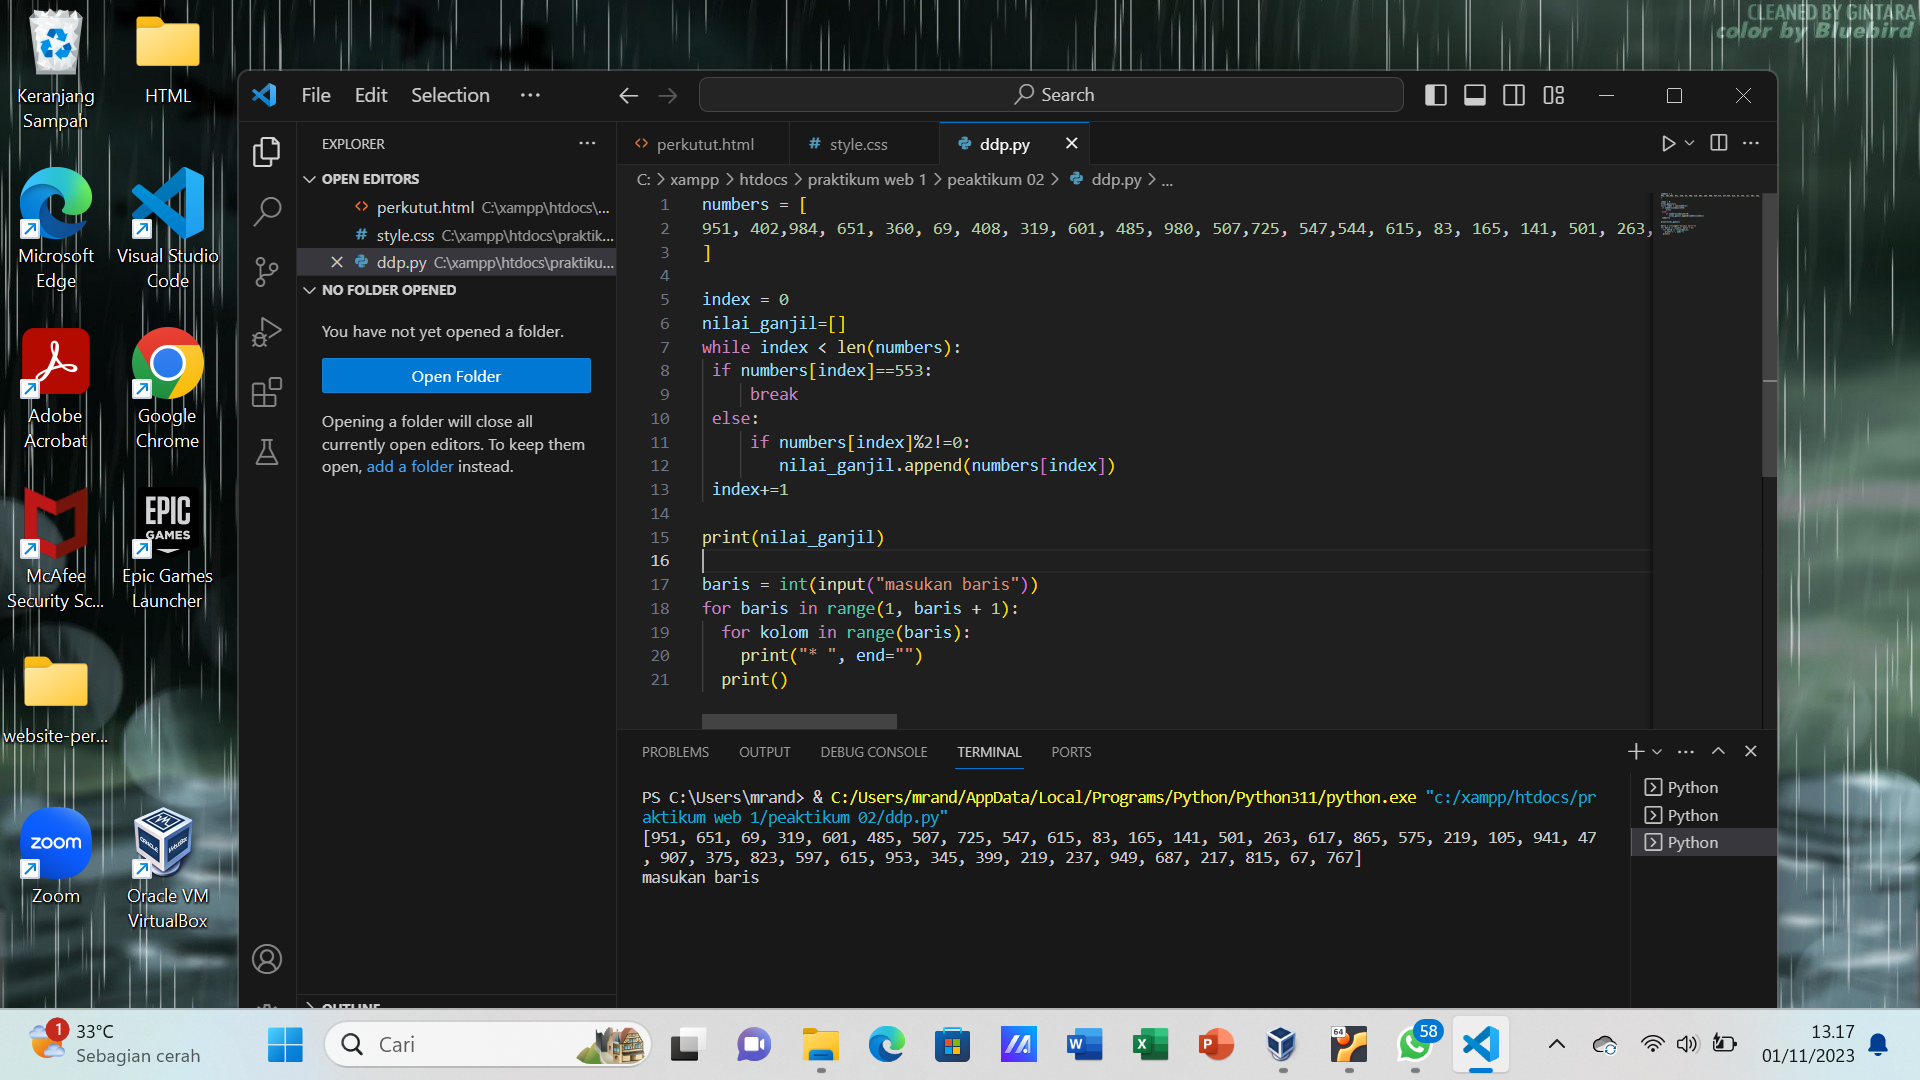 CLEANED BY GINTARA
color by Bluebird
Keranjang
Sampah
HTML
Microsoft
Edge
Visual Studio
Code
Adobe
Acrobat
Google
Chrome
McAfee
Security Sc...
EPIC
GAMES
Epic Games
Launcher
website-per...
zoom
Zoom
Oracle VM
VirtualBox
File Edit Selection ...
Search
EXPLORER
OPEN EDITORS
perkutut.html C:\xampp\htdocs\...
style.css C:\xampp\htdocs\praktik...
ddp.py C:\xampp\htdocs\praktiku...
NO FOLDER OPENED
You have not yet opened a folder.
Open Folder
Opening a folder will close all
currently open editors. To keep them
open, add a folder instead.
OUTLINE
perkutut.html
style.css
ddp.py
C: > xampp > htdocs > praktikum web 1 > peaktikum 02 > ddp.py > ...
1 numbers = [
2 951, 402,984, 651, 360, 69, 408, 319, 601, 485, 980, 507,725, 547,544, 615, 83, 165, 141, 501, 263,
3 ]
4
5 index = 0
6 nilai_ganjil=[]
7 while index < len(numbers):
8 if numbers[index]==553:
9 break
10 else:
11 if numbers[index]%2!=0:
12 nilai_ganjil.append(numbers[index])
13 index+=1
14
15 print(nilai_ganjil)
16
17 baris = int(input("masukan baris"))
18 for baris in range(1, baris + 1):
19 for kolom in range(baris):
20 print("* ", end="")
21 print()
PROBLEMS OUTPUT DEBUG CONSOLE TERMINAL PORTS
PS C:\Users\mrand> & C:/Users/mrand/AppData/Local/Programs/Python/Python311/python.exe "c:/xampp/htdocs/pr
aktikum web 1/peaktikum 02/ddp.py"
[951, 651, 69, 319, 601, 485, 507, 725, 547, 615, 83, 165, 141, 501, 263, 617, 865, 575, 219, 105, 941, 47
, 907, 375, 823, 597, 615, 953, 345, 399, 219, 237, 949, 687, 217, 815, 67, 767]
masukan baris
Python
Python
Python
1
33°C
Sebagian cerah
Cari
64
58
13.17
01/11/2023